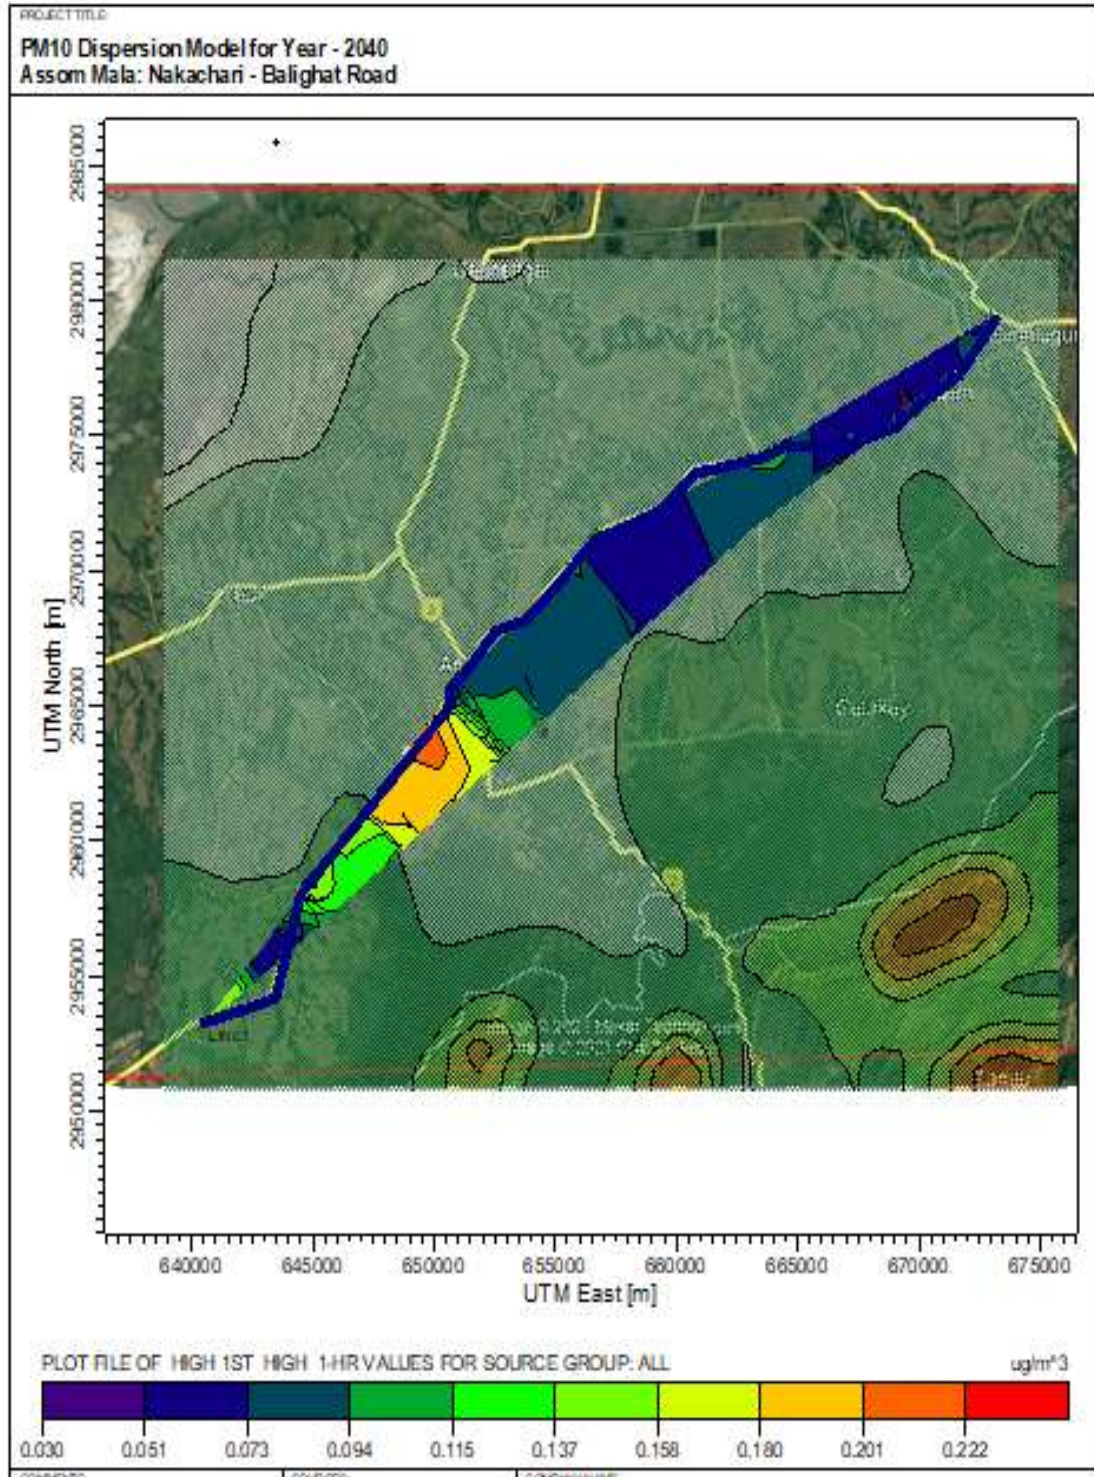 PROJECT TITLE:
PM10 Dispersion Model for Year - 2040
Assom Mala: Nakachari - Balighat Road
UTM North [m]
2985000
2980000
2975000
2970000
2965000
2960000
2955000
2950000
640000 645000 650000 655000 660000 665000 670000 675000
UTM East [m]
PLOT FILE OF HIGH 1ST HIGH 1-HR VALUES FOR SOURCE GROUP: ALL ug/m^3
0.030 0.051 0.073 0.094 0.115 0.137 0.158 0.180 0.201 0.222